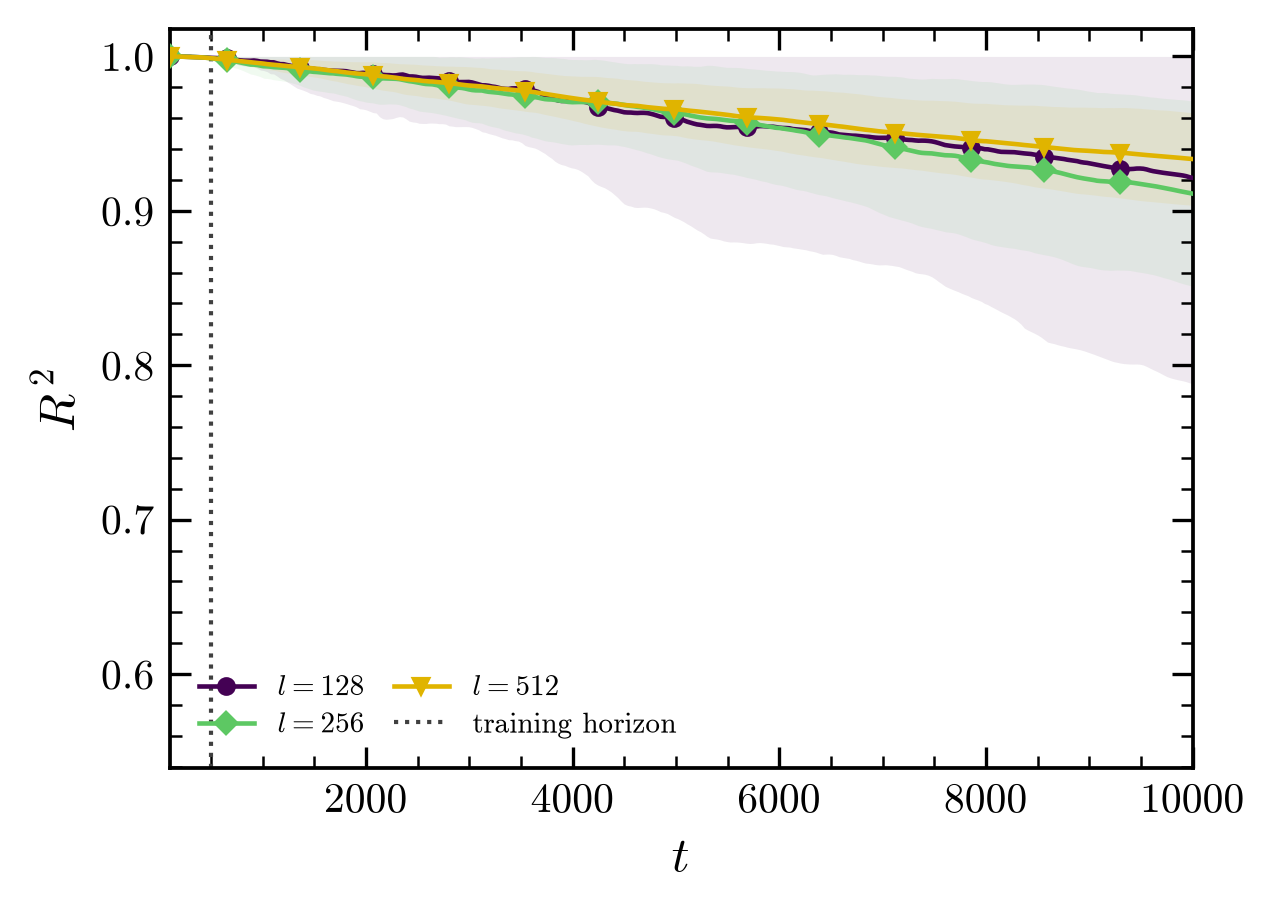 1.0
0.9
0.8
0.7
0.6
R²
l = 128
l = 512
l = 256
training horizon
2000 4000 6000 8000 10000
t